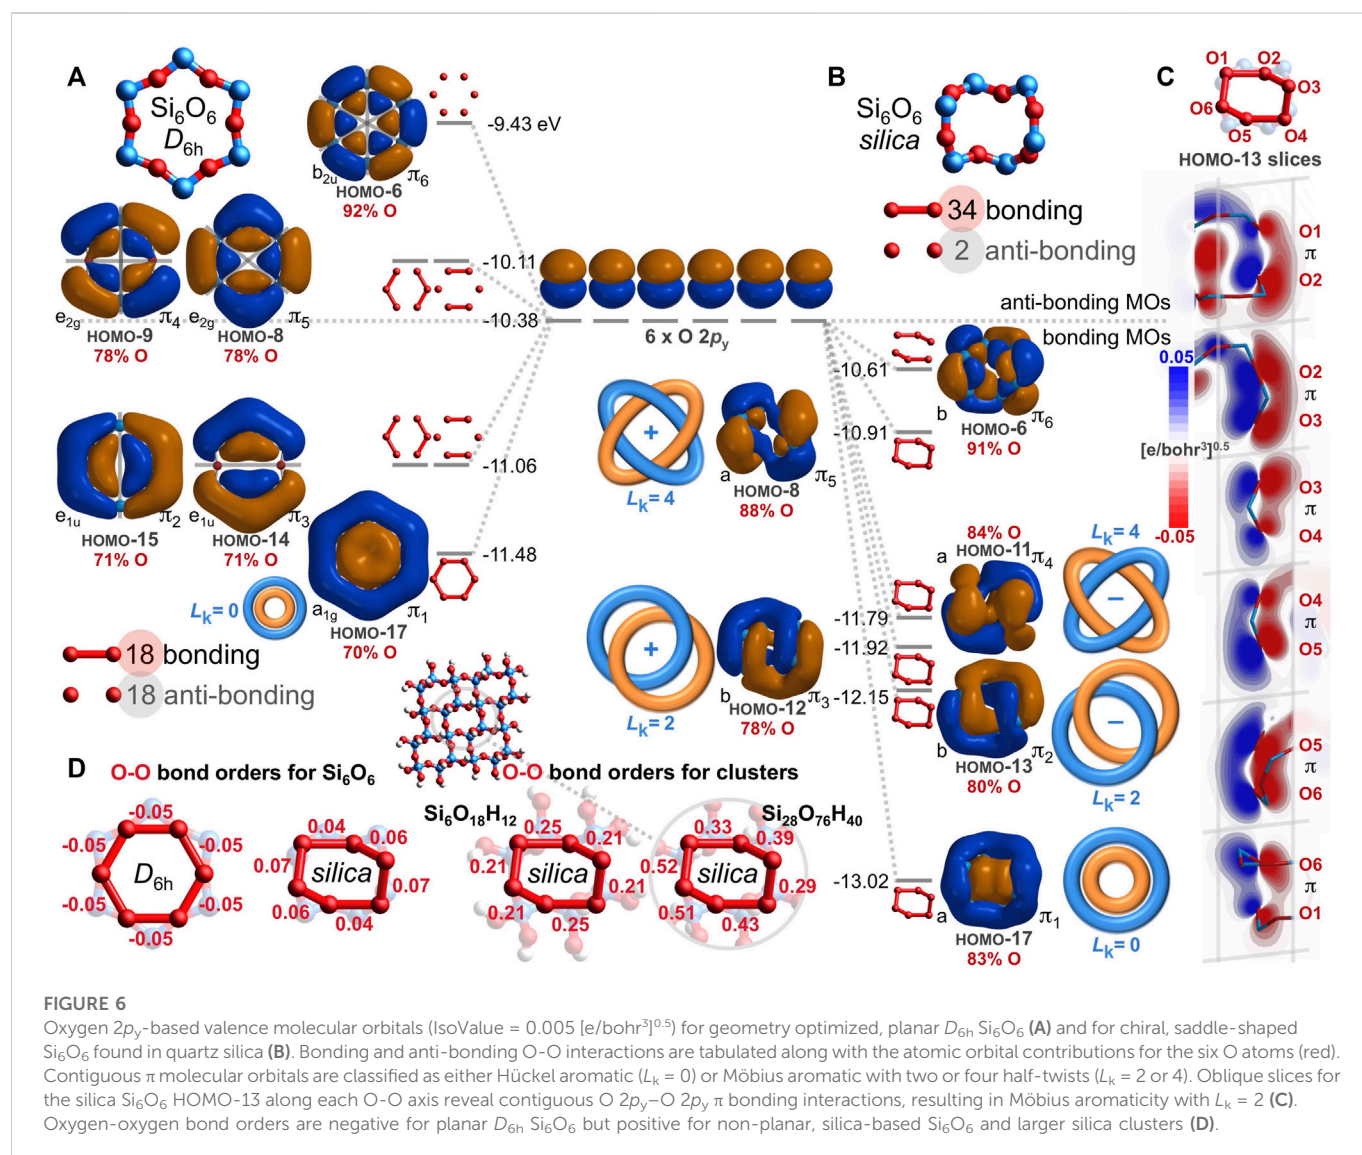 A
Si6O6
D6h
b2u
π6
HOMO-6
92% O
-9.43 eV
e2g
π4
HOMO-9
78% O
e2g
π5
HOMO-8
78% O
-10.11
-10.38
6 x O 2py
e1u
π2
HOMO-15
71% O
e1u
π3
HOMO-14
71% O
-11.06
Lk= 0
a1g
π1
HOMO-17
70% O
-11.48
18 bonding
18 anti-bonding
B
Si6O6
silica
34 bonding
2 anti-bonding
anti-bonding MOs
bonding MOs
-10.61
b
π6
HOMO-6
91% O
+
Lk= 4
a
π5
HOMO-8
88% O
-10.91
84% O
HOMO-11
a
π4
Lk= 4
−
-11.79
+
Lk= 2
b
π3
HOMO-12
78% O
-11.92
-12.15
b
π2
HOMO-13
80% O
−
Lk= 2
-13.02
a
π1
HOMO-17
83% O
Lk= 0
C
O1
O2
O3
O6
O5
O4
HOMO-13 slices
O1
π
O2
0.05
[e/bohr3]0.5
-0.05
O2
π
O3
O3
π
O4
O4
π
O5
O5
π
O6
O6
π
O1
D
O-O bond orders for Si6O6
-0.05
-0.05
-0.05
D6h
-0.05
-0.05
-0.05
0.04
0.06
0.07
silica
0.07
0.06
0.04
O-O bond orders for clusters
Si6O18H12
0.25
0.21
0.21
silica
0.21
0.21
0.25
Si28O76H40
0.33
0.39
0.52
silica
0.29
0.51
0.43
FIGURE 6
Oxygen 2py-based valence molecular orbitals (IsoValue = 0.005 [e/bohr3]0.5) for geometry optimized, planar D6h Si6O6 (A) and for chiral, saddle-shaped
Si6O6 found in quartz silica (B). Bonding and anti-bonding O-O interactions are tabulated along with the atomic orbital contributions for the six O atoms (red).
Contiguous π molecular orbitals are classified as either Hückel aromatic (Lk = 0) or Möbius aromatic with two or four half-twists (Lk = 2 or 4). Oblique slices for
the silica Si6O6 HOMO-13 along each O-O axis reveal contiguous O 2py–O 2py π bonding interactions, resulting in Möbius aromaticity with Lk = 2 (C).
Oxygen-oxygen bond orders are negative for planar D6h Si6O6 but positive for non-planar, silica-based Si6O6 and larger silica clusters (D).